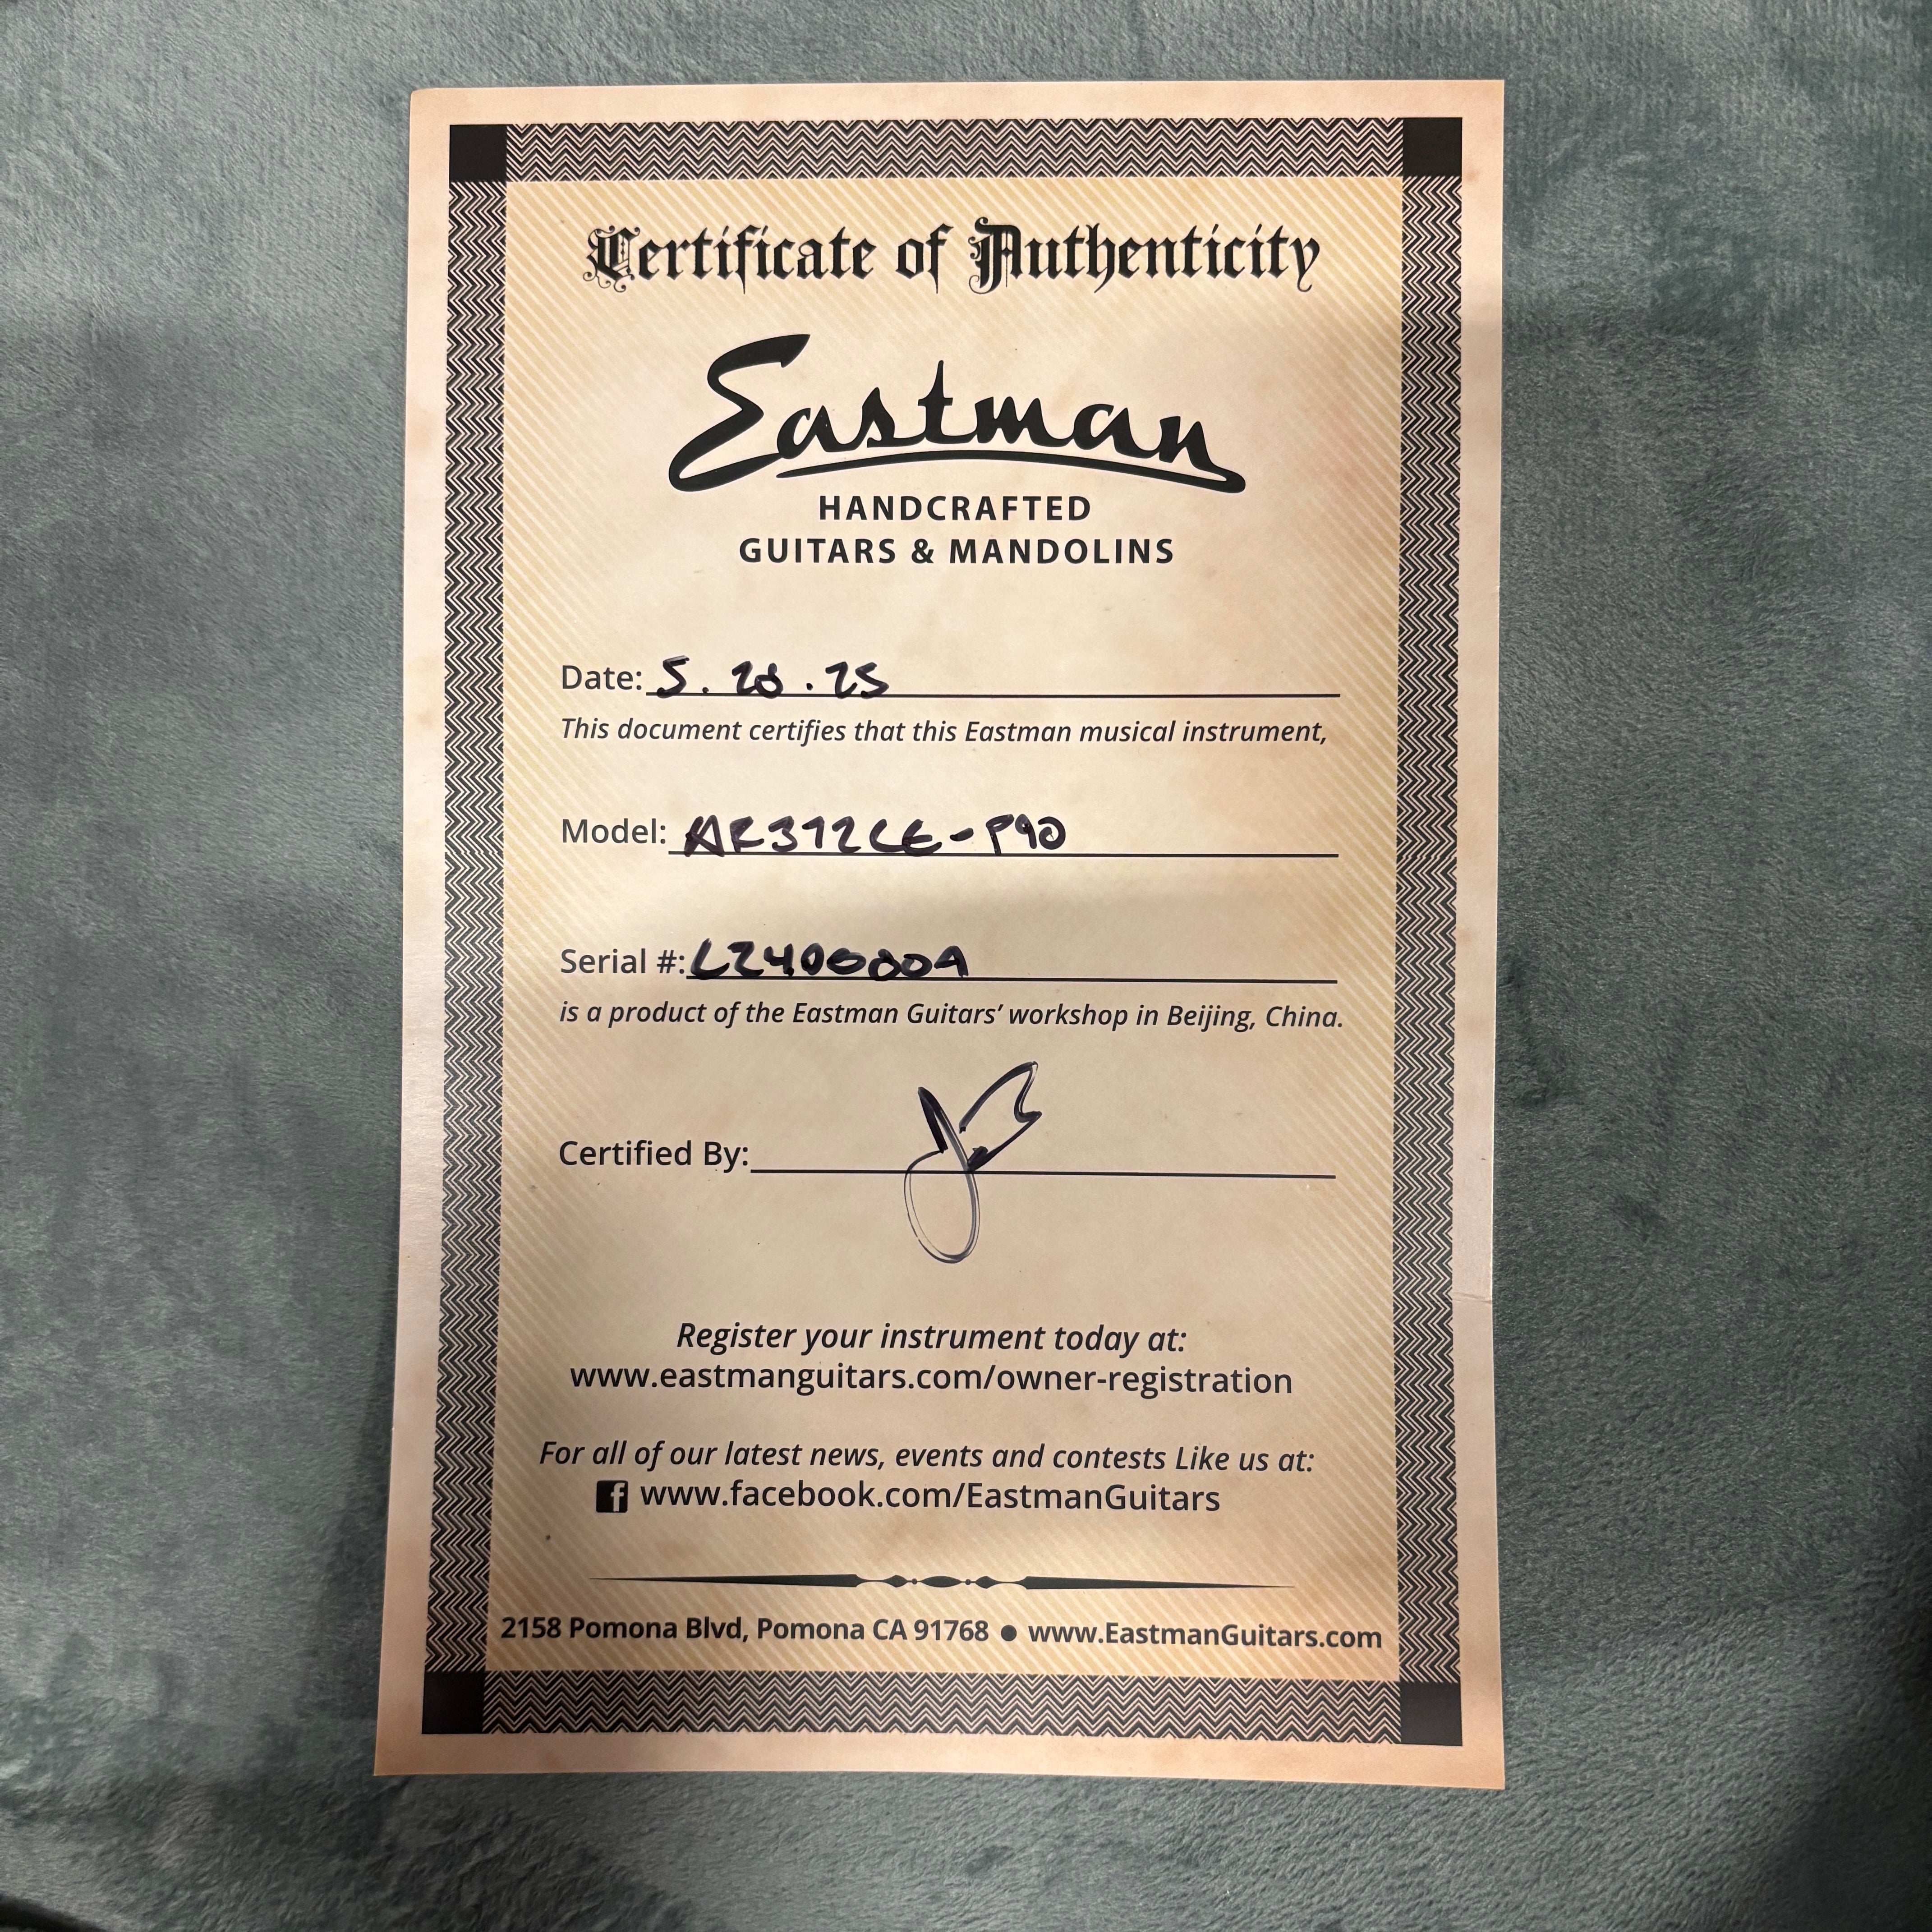 Certificate of Authenticity
Eastman
HANDCRAFTED
GUITARS & MANDOLINS
Date: 5.20.25
This document certifies that this Eastman musical instrument,
Model: AR372CE-P90
Serial #:
is a product of the Eastman Guitars’ workshop in Beijing, China.
Certified By:
Register your instrument today at:
www.eastmanguitars.com/owner-registration
For all of our latest news, events and contests Like us at:
f www.facebook.com/EastmanGuitars
2158 Pomona Blvd, Pomona CA 91768 ● www.EastmanGuitars.com